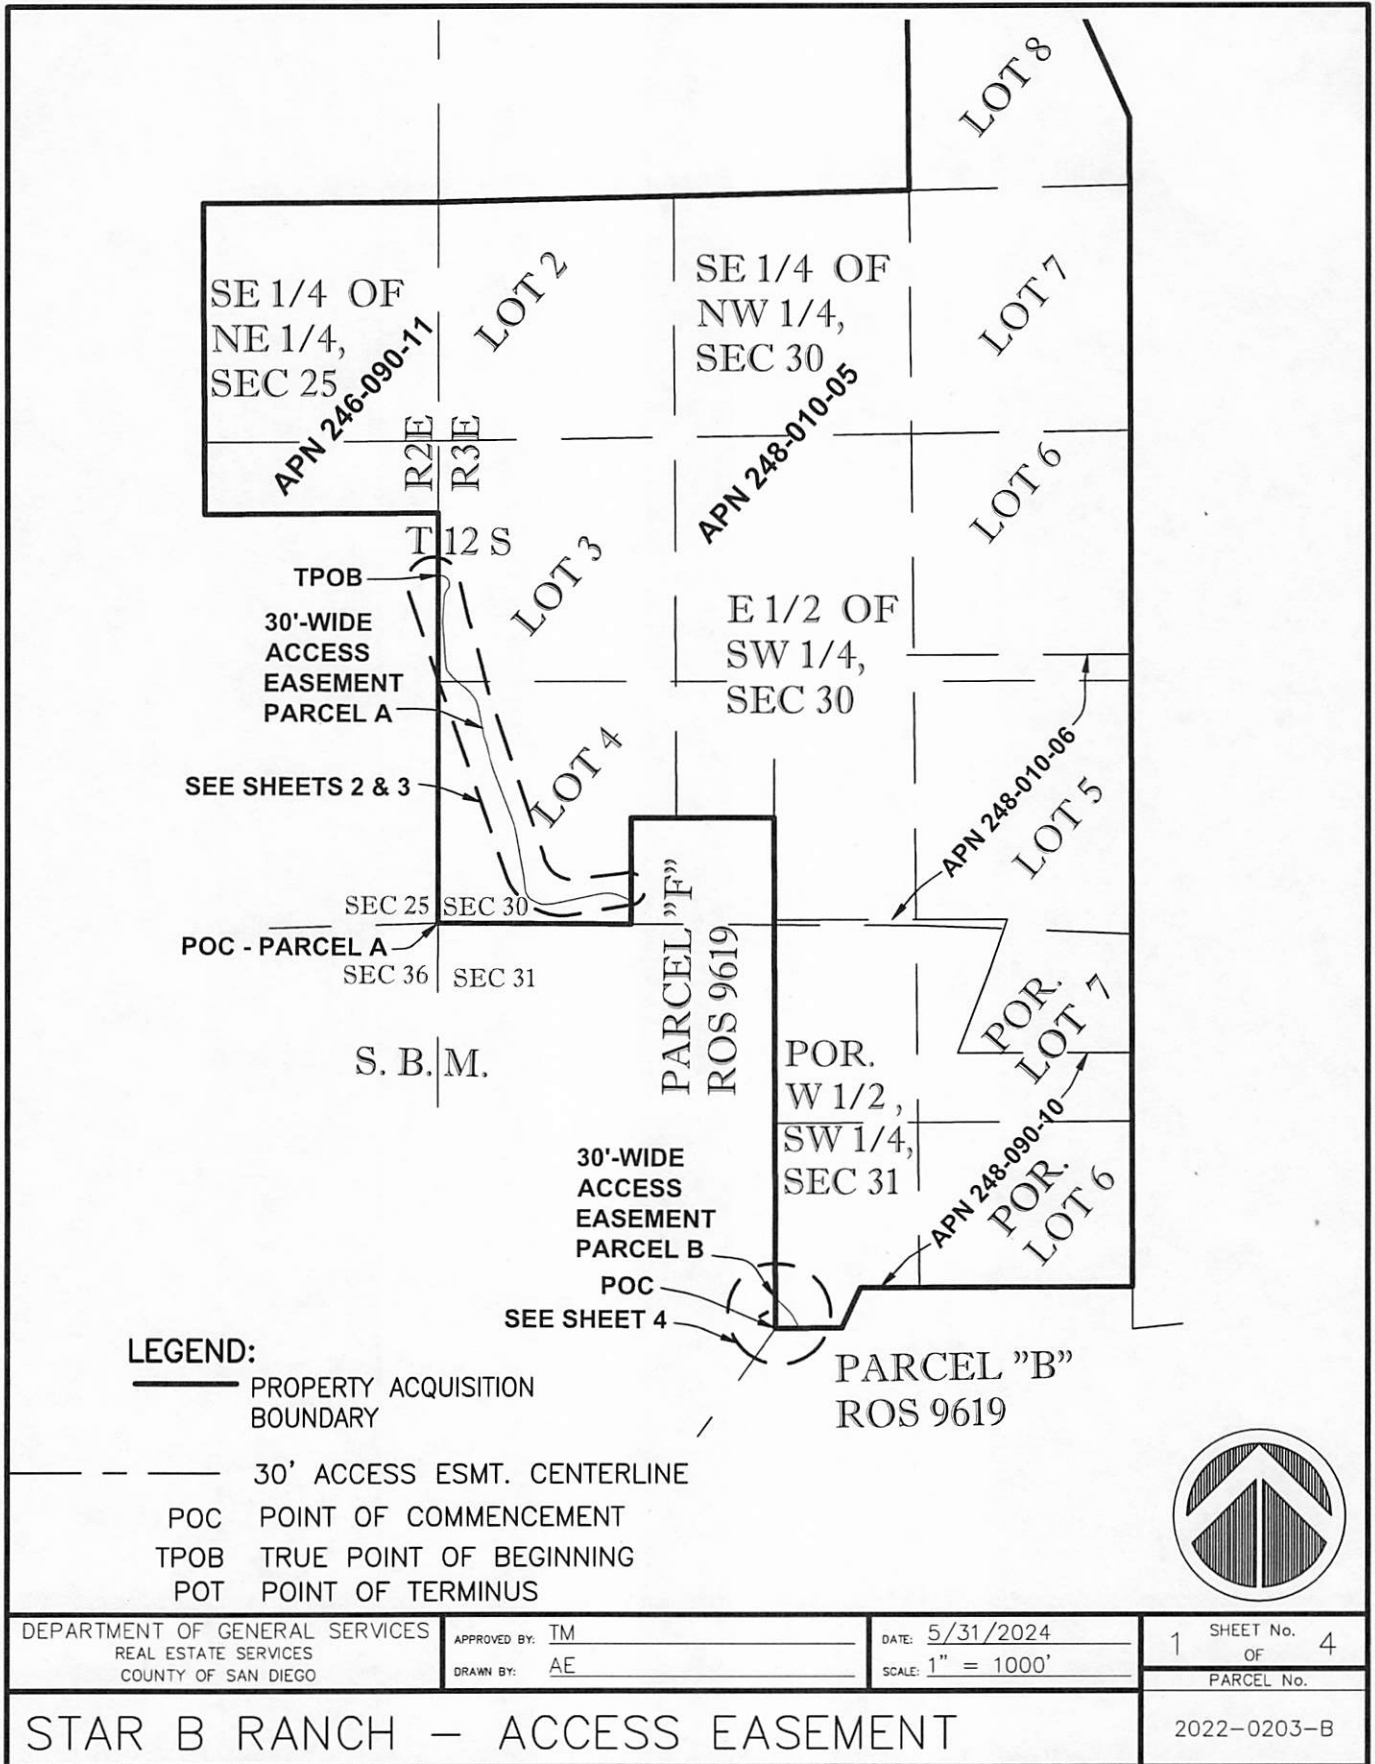 LOT 8
SE 1/4 OF
NE 1/4,
SEC 25
APN 246-090-11
LOT 2
SE 1/4 OF
NW 1/4,
SEC 30
APN 248-010-05
LOT 7
R2E
R3E
LOT 6
T 12 S
TPOB
LOT 3
30'-WIDE
ACCESS
EASEMENT
PARCEL A
E 1/2 OF
SW 1/4,
SEC 30
SEE SHEETS 2 & 3
LOT 4
APN 248-010-06
LOT 5
SEC 25
SEC 30
POC - PARCEL A
SEC 36
SEC 31
PARCEL "F"
ROS 9619
S. B. M.
POR.
LOT 7
POR.
W 1/2 ,
SW 1/4,
SEC 31
APN 248-090-10
POR.
LOT 6
30'-WIDE
ACCESS
EASEMENT
PARCEL B
POC
SEE SHEET 4
PARCEL "B"
ROS 9619
LEGEND:
PROPERTY ACQUISITION
BOUNDARY
30' ACCESS ESMT. CENTERLINE
POC POINT OF COMMENCEMENT
TPOB TRUE POINT OF BEGINNING
POT POINT OF TERMINUS
DEPARTMENT OF GENERAL SERVICES
REAL ESTATE SERVICES
COUNTY OF SAN DIEGO
APPROVED BY: TM
DRAWN BY: AE
DATE: 5/31/2024
SCALE: 1" = 1000'
1 SHEET No. OF 4
PARCEL No.
2022-0203-B
STAR B RANCH - ACCESS EASEMENT